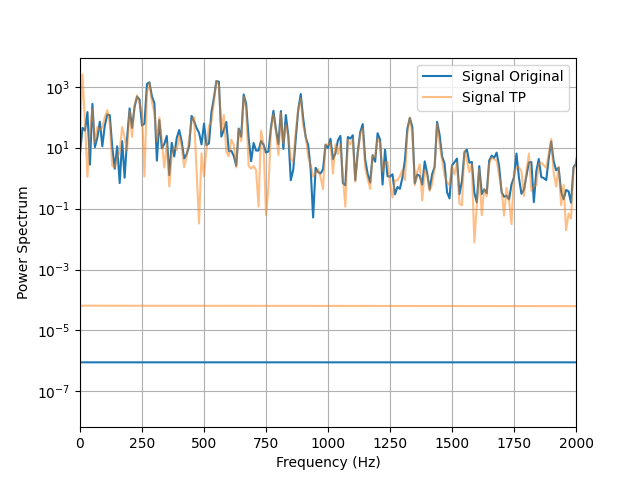 Signal Original
Signal TP
10³
10¹
10⁻¹
10⁻³
10⁻⁵
10⁻⁷
Power Spectrum
0 250 500 750 1000 1250 1500 1750 2000
Frequency (Hz)